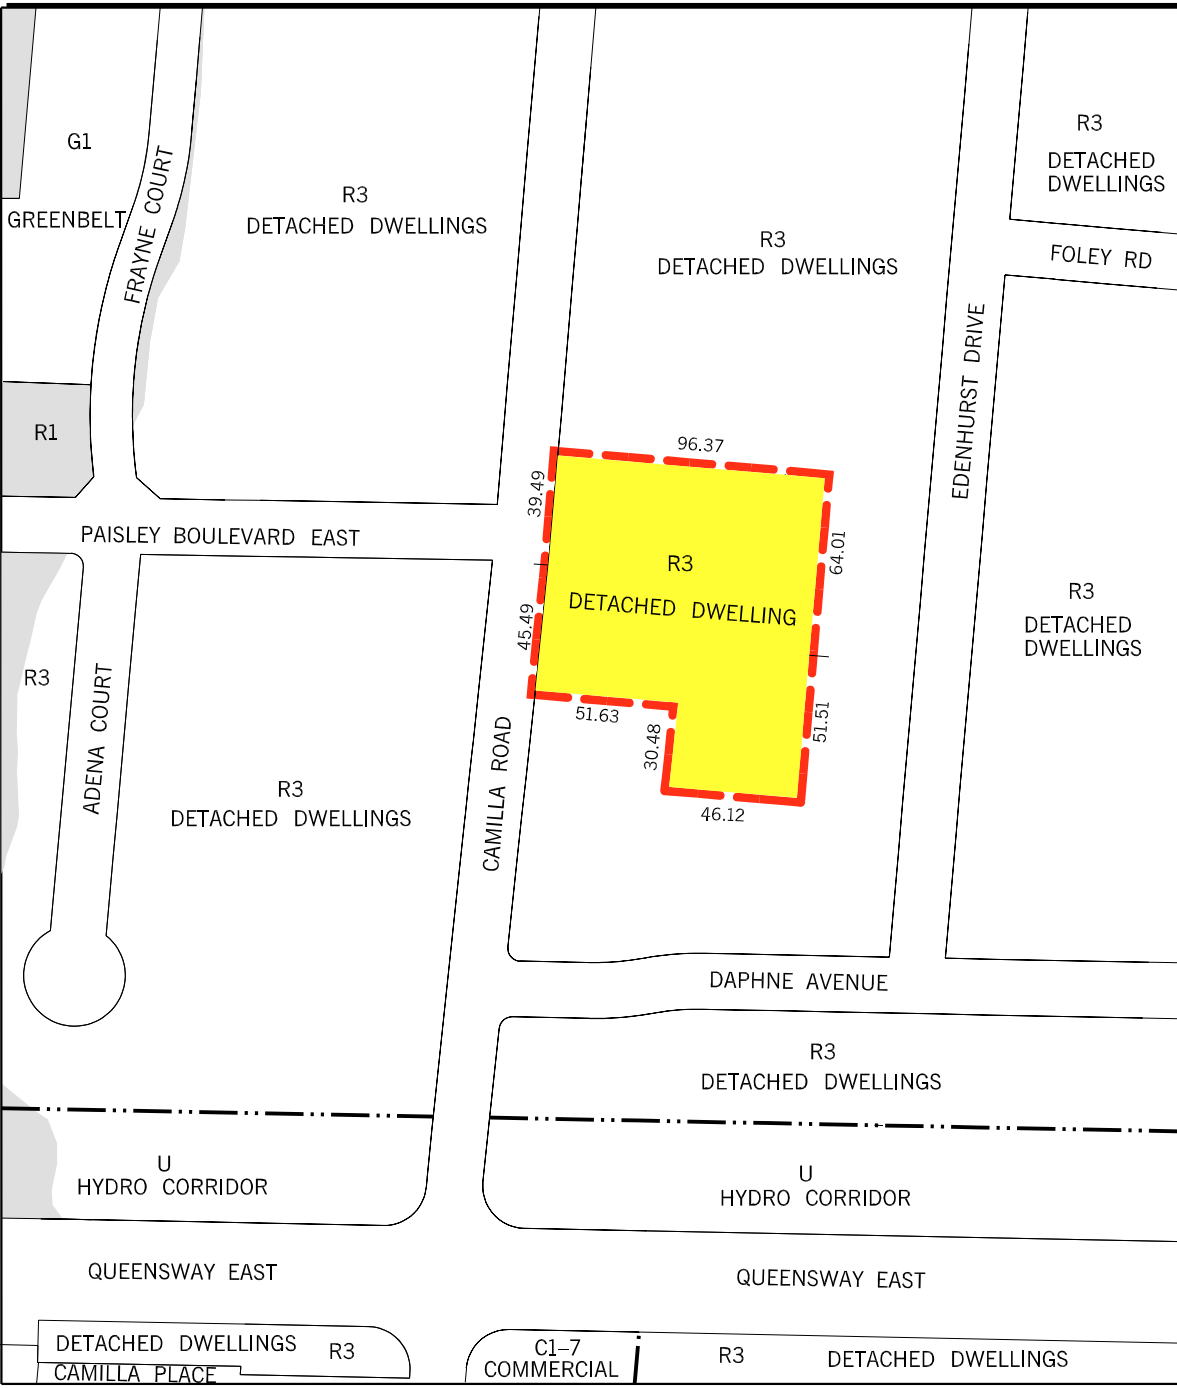 G1
GREENBELT
FRAYNE COURT
R3
DETACHED DWELLINGS
R3
DETACHED DWELLINGS
R3
DETACHED
DWELLINGS
FOLEY RD
EDENHURST DRIVE
R1
PAISLEY BOULEVARD EAST
96.37
39.49
64.01
R3
DETACHED DWELLING
45.49
51.63
30.48
51.51
46.12
R3
DETACHED
DWELLINGS
R3
ADENA COURT
R3
DETACHED DWELLINGS
CAMILLA ROAD
DAPHNE AVENUE
R3
DETACHED DWELLINGS
U
HYDRO CORRIDOR
U
HYDRO CORRIDOR
QUEENSWAY EAST
QUEENSWAY EAST
DETACHED DWELLINGS R3
CAMILLA PLACE
C1-7
COMMERCIAL
R3 DETACHED DWELLINGS